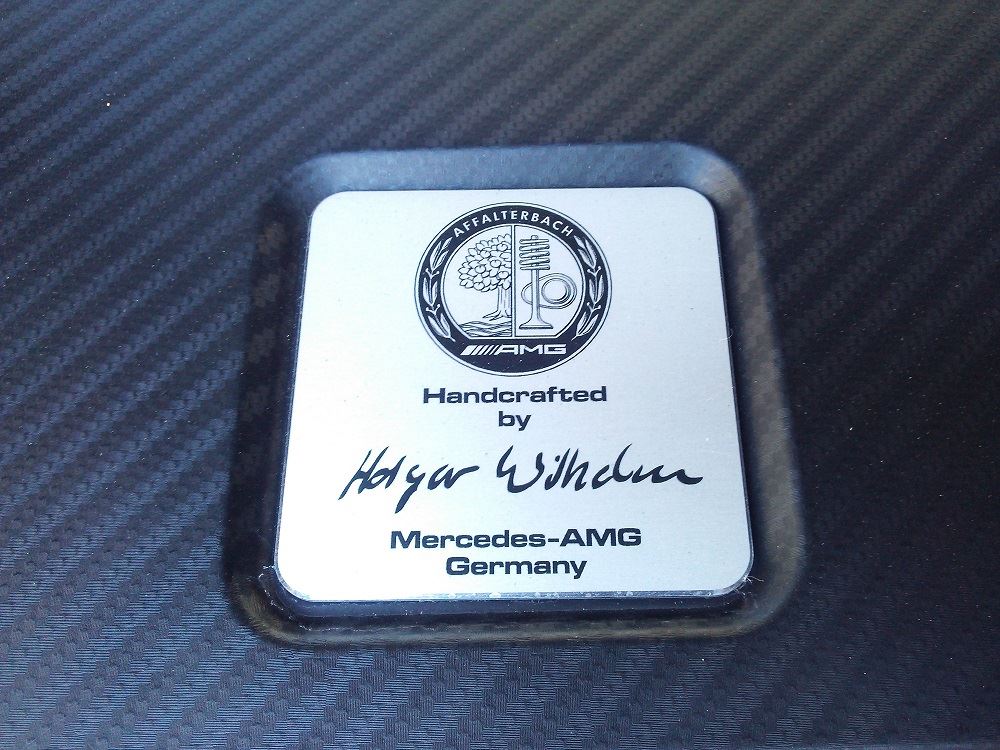 AFFALTERBACH
AMG
Handcrafted
by
Holger Wilhelm
Mercedes-AMG
Germany